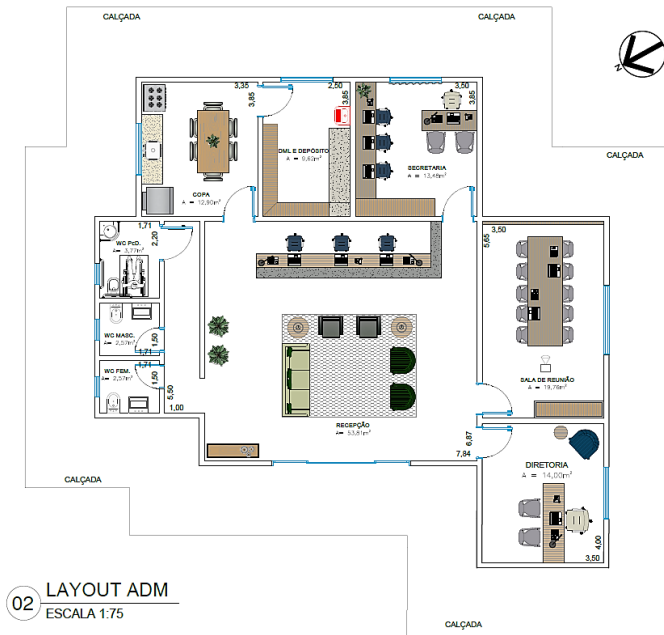 CALÇADA
CALÇADA
N
3,35
2,50
3,50
3,85
3,85
3,85
CALÇADA
DML E DEPÓSITO
A = 9,62m²
SECRETARIA
A = 13,48m²
COPA
A = 12,90m²
1,71
2,20
WC PcD.
A = 3,77m²
5,65
3,50
WC MASC.
A = 2,57m²
1,50
1,71
1,71
WC FEM.
A = 2,57m²
1,50
5,50
1,00
SALA DE REUNIÃO
A = 19,78m²
RECEPÇÃO
A= 53,81m²
6,87
7,84
DIRETORIA
A = 14,00m²
4,00
3,50
CALÇADA
02 LAYOUT ADM
ESCALA 1:75
CALÇADA